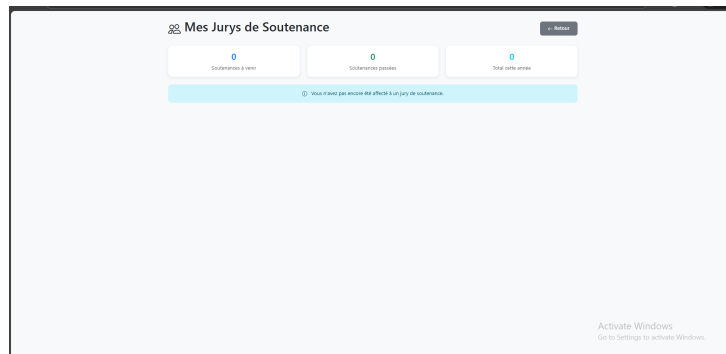 Mes Jurys de Soutenance
← Retour
0
Soutenances à venir
0
Soutenances passées
0
Total cette année
Vous n'avez pas encore été affecté à un jury de soutenance.
Activate Windows
Go to Settings to activate Windows.